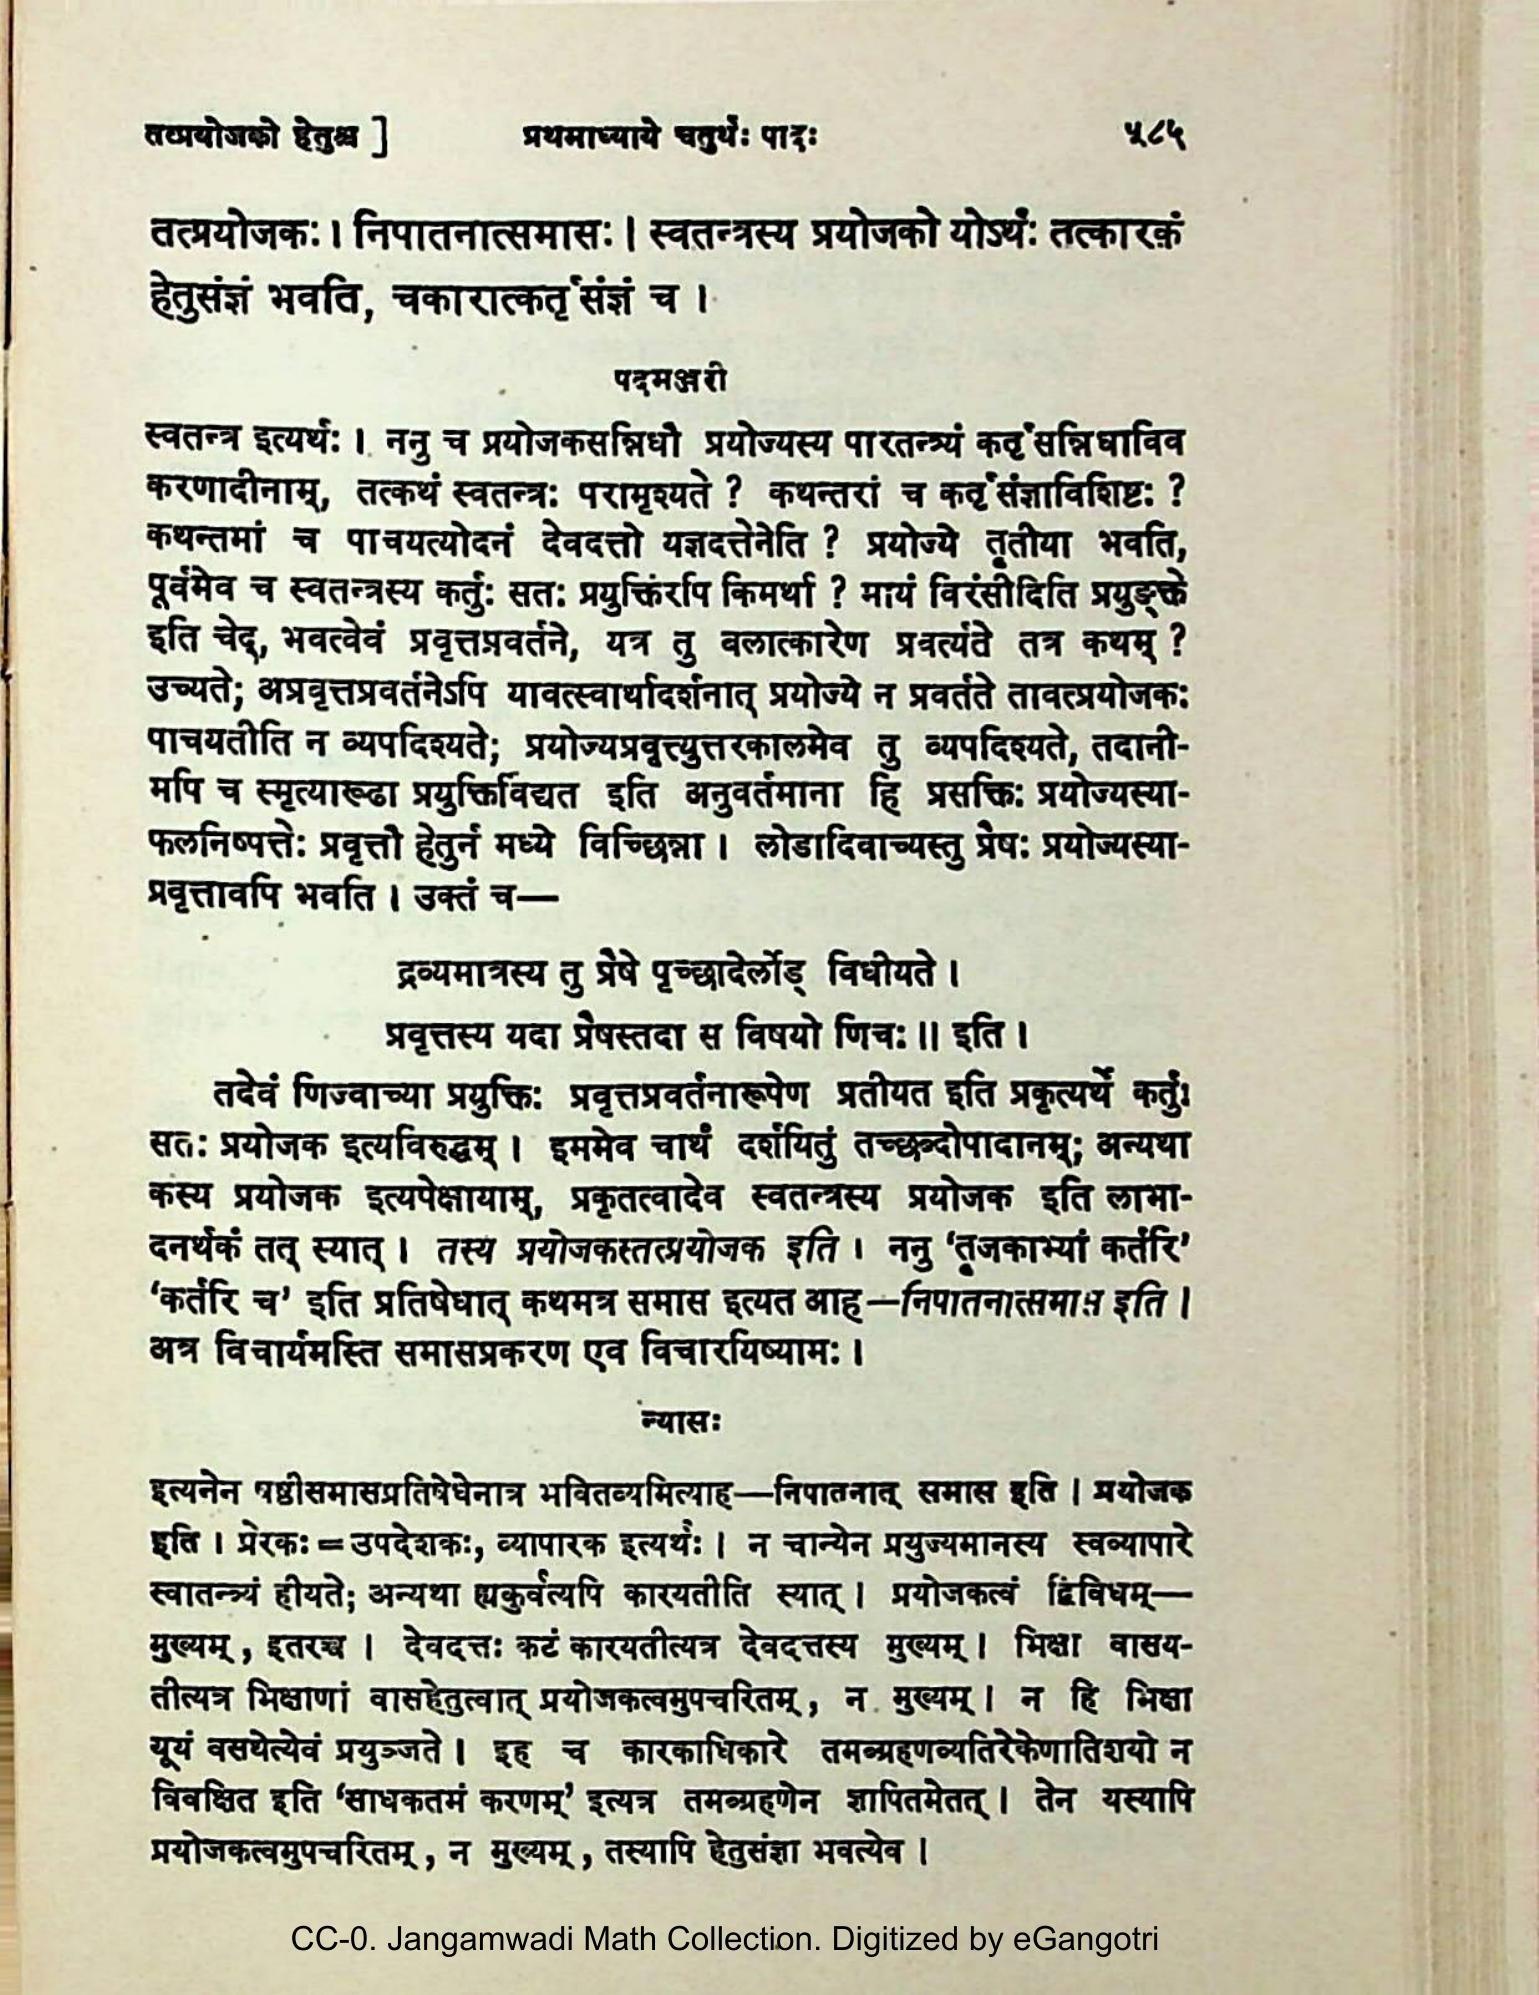 तत्प्रयोजको हेतुश्च ] प्रथमाध्याये चतुर्थः पादः ५८५
तत्प्रयोजकः । निपातनात्समासः । स्वतन्त्रस्य प्रयोजको योऽर्थः तत्कारकं
हेतुसंज्ञं भवति, चकारात्कर्तृसंज्ञं च ।
पदमञ्जरी
स्वतन्त्र इत्यर्थः । ननु च प्रयोजकसन्निधौ प्रयोज्यस्य पारतन्त्र्यं कर्तृसन्निधाविव
करणादीनाम्, तत्कथं स्वतन्त्रः परामृश्यते ? कथन्तरां च कर्तृसंज्ञाविशिष्टः ?
कथन्तमां च पाचयत्योदनं देवदत्तो यज्ञदत्तेनेति ? प्रयोज्ये तृतीया भवति,
पूर्वमेव च स्वतन्त्रस्य कर्तुः सतः प्रयुक्तिरपि किमर्था ? मायं विरंसीदिति प्रयुङ्क्ते
इति चेद्, भवत्वेवं प्रवृत्तप्रवर्तने, यत्र तु बलात्कारेण प्रवर्त्यते तत्र कथम् ?
उच्यते; अप्रवृत्तप्रवर्तनेऽपि यावत्स्वार्थादर्शनात् प्रयोज्ये न प्रवर्तते तावत्प्रयोजकः
पाचयतीति न व्यपदिश्यते; प्रयोज्यप्रवृत्त्युत्तरकालमेव तु व्यपदिश्यते, तदानी-
मपि च स्मृत्यारूढा प्रयुक्तिर्विद्यत इति अनुवर्तमाना हि प्रसक्तिः प्रयोज्यस्या-
फलनिष्पत्तेः प्रवृत्तौ हेतुर्न मध्ये विच्छिन्ना । लोडादिवाच्यस्तु प्रैषः प्रयोज्यस्या-
प्रवृत्तावपि भवति । उक्तं च—
द्रव्यमात्रस्य तु प्रैषे पृच्छादेर्लोड् विधीयते ।
प्रवृत्तस्य यदा प्रैषस्तदा स विषयो णिचः ॥ इति ।
तदेवं णिज्वाच्या प्रयुक्तिः प्रवृत्तप्रवर्तनारूपेण प्रतीयत इति प्रकृत्यर्थे कर्तुः
सतः प्रयोजक इत्यविरुद्धम् । इममेव चार्थं दर्शयितुं तच्छब्दोपादानम्; अन्यथा
कस्य प्रयोजक इत्यपेक्षायाम्, प्रकृतत्वादेव स्वतन्त्रस्य प्रयोजक इति लाभा-
दनर्थकं तत् स्यात् । तस्य प्रयोजकस्तत्प्रयोजक इति । ननु ‘तृजकाभ्यां कर्तरि’
‘कर्तरि च’ इति प्रतिषेधात् कथमत्र समास इत्यत आह—निपातनात्समास इति ।
अत्र विचार्यमस्ति समासप्रकरण एव विचारयिष्यामः ।
न्यासः
इत्यनेन षष्ठीसमासप्रतिषेधेनात्र भवितव्यमित्याह—निपातनात् समास इति । प्रयोजक
इति । प्रेरकः = उपदेशकः, व्यापारक इत्यर्थः । न चान्येन प्रयुज्यमानस्य स्वव्यापारे
स्वातन्त्र्यं हीयते; अन्यथा ह्यकुर्वत्यपि कारयतीति स्यात् । प्रयोजकत्वं द्विविधम्—
मुख्यम्, इतरच्च । देवदत्तः कटं कारयतीत्यत्र देवदत्तस्य मुख्यम् । भिक्षा वासय-
तीत्यत्र भिक्षाणां वासहेतुत्वात् प्रयोजकत्वमुपचरितम्, न मुख्यम् । न हि भिक्षा
यूयं वसथेत्येवं प्रयुञ्जते । इह च कारकाधिकारे तमब्ग्रहणव्यतिरेकेणातिशयो न
विवक्षित इति ‘साधकतमं करणम्’ इत्यत्र तमब्ग्रहणेन ज्ञापितमेतत् । तेन यस्यापि
प्रयोजकत्वमुपचरितम्, न मुख्यम्, तस्यापि हेतुसंज्ञा भवत्येव ।
CC-0. Jangamwadi Math Collection. Digitized by eGangotri